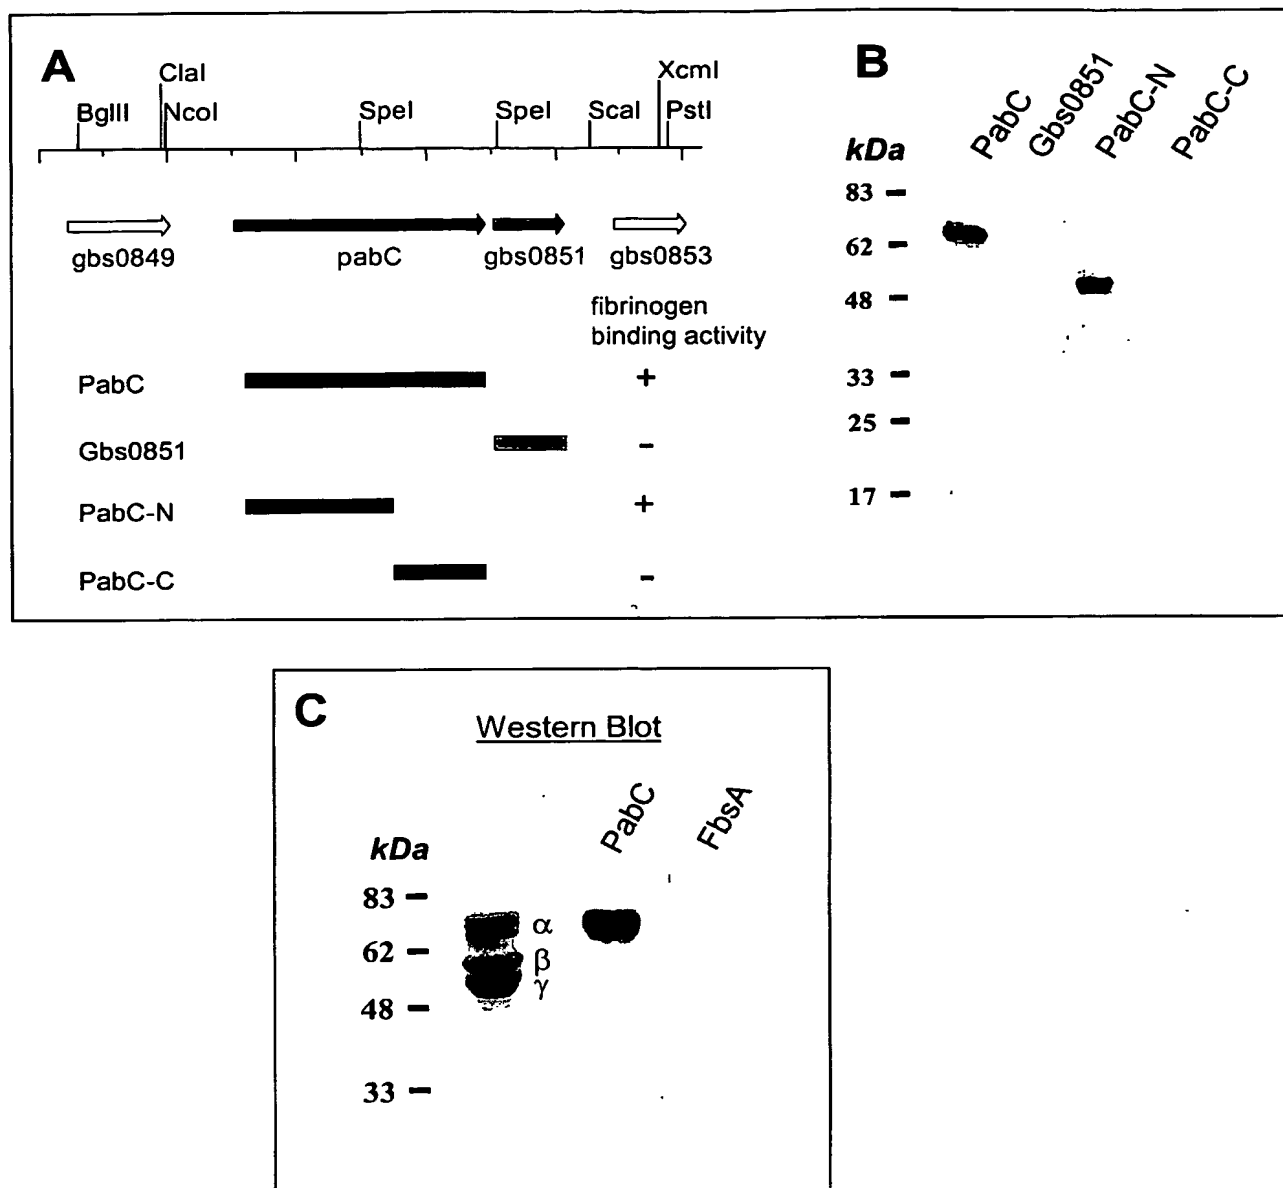 A
ClaI
XcmI
BglII
NcoI
SpeI
SpeI
ScaI
PstI
gbs0849
pabC
gbs0851
gbs0853
fibrinogen
binding activity
PabC
+
Gbs0851
-
PabC-N
+
PabC-C
-
B
PabC
Gbs0851
PabC-N
PabC-C
kDa
83
62
48
33
25
17
C
Western Blot
PabC
FbsA
kDa
83
α
62
β
γ
48
33